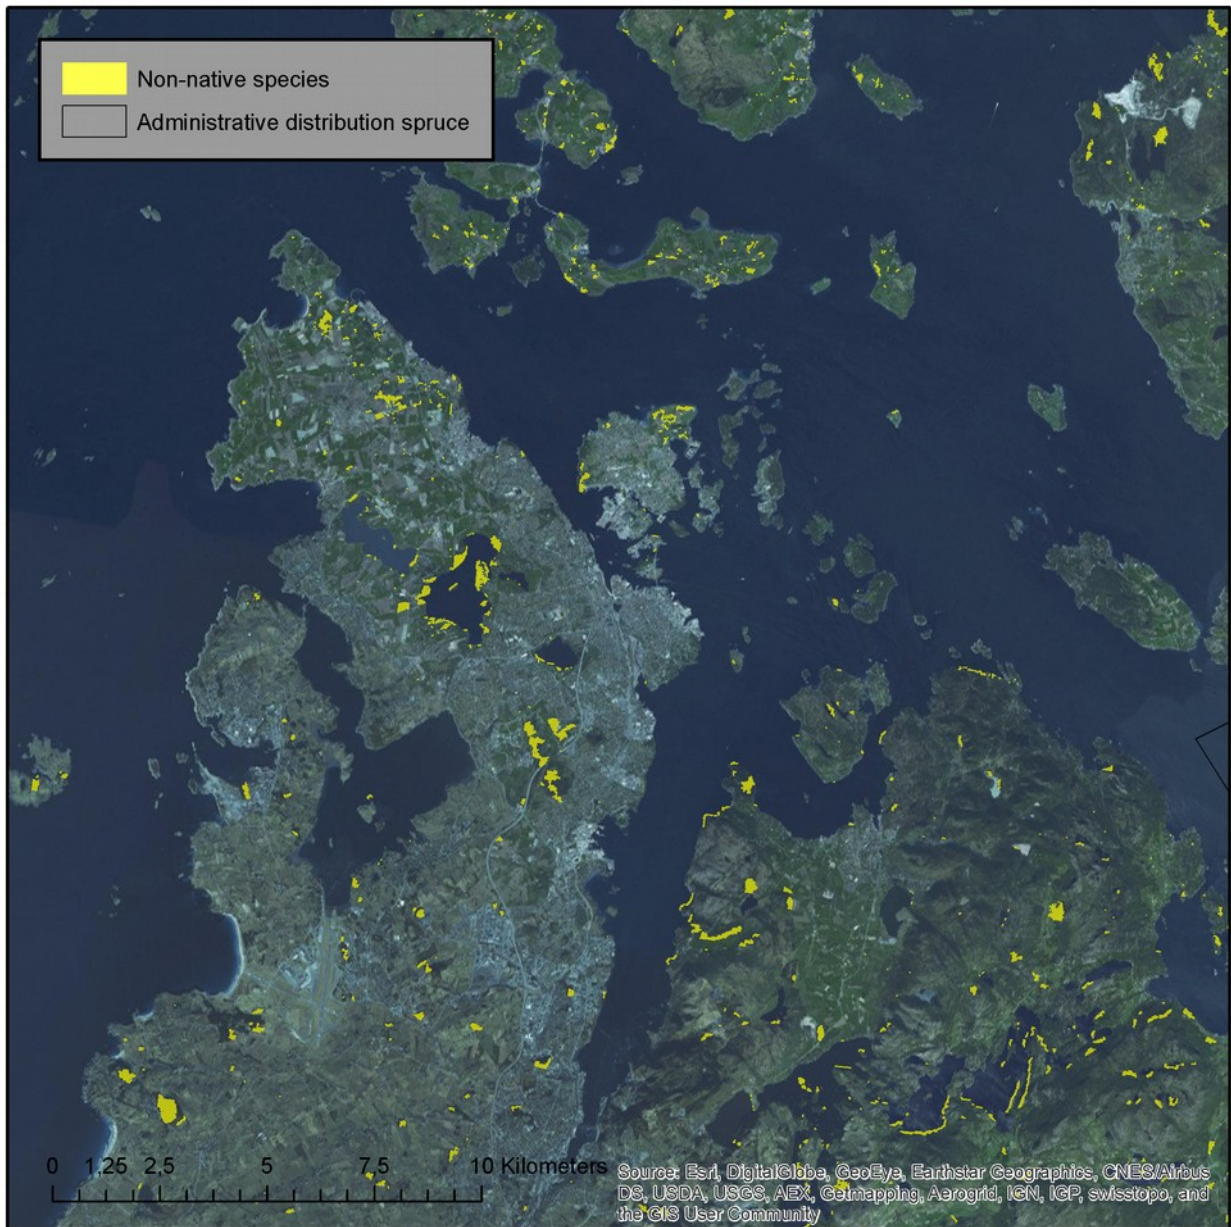 Non-native species
Administrative distribution spruce
0 1,25 2,5 5 7,5 10 Kilometers
Source: Esri, DigitalGlobe, GeoEye, Earthstar Geographics, CNES/Airbus
DS, USDA, USGS, AEX, Getmapping, Aerogrid, IGN, IGP, swisstopo, and
the GIS User Community